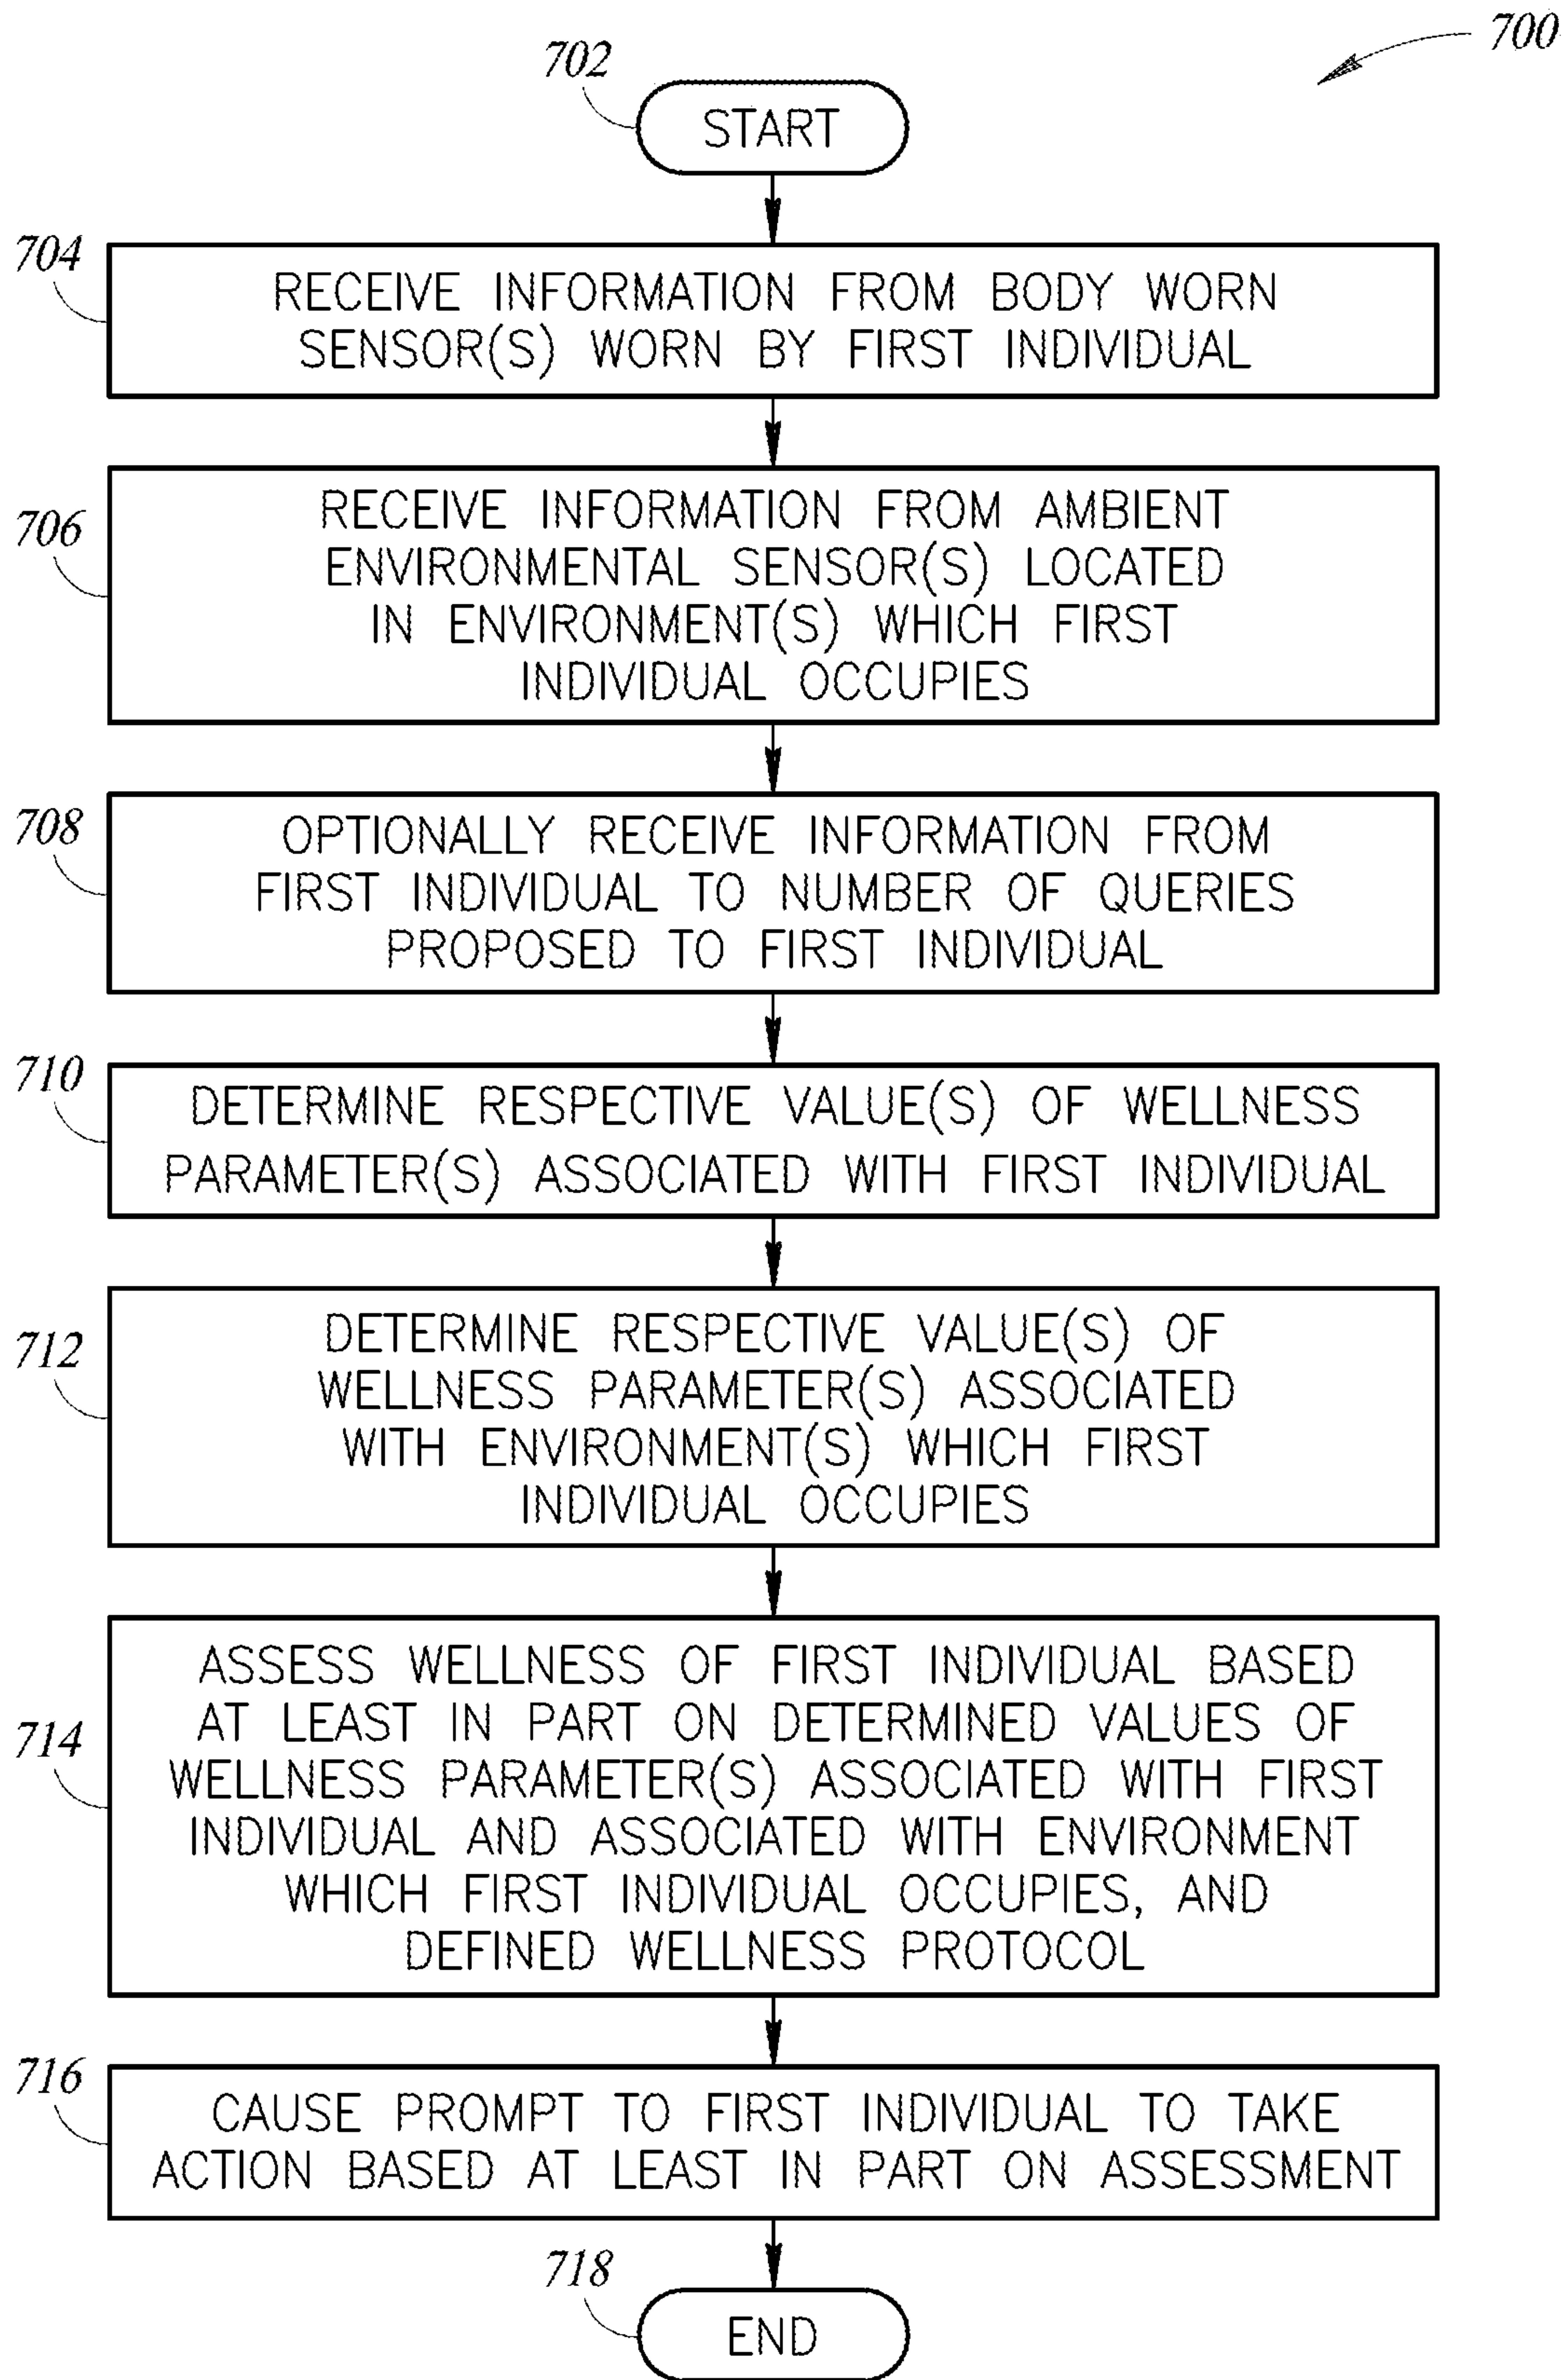 700
702
START
704
RECEIVE INFORMATION FROM BODY WORN
SENSOR(S) WORN BY FIRST INDIVIDUAL
706
RECEIVE INFORMATION FROM AMBIENT
ENVIRONMENTAL SENSOR(S) LOCATED
IN ENVIRONMENT(S) WHICH FIRST
INDIVIDUAL OCCUPIES
708
OPTIONALLY RECEIVE INFORMATION FROM
FIRST INDIVIDUAL TO NUMBER OF QUERIES
PROPOSED TO FIRST INDIVIDUAL
710
DETERMINE RESPECTIVE VALUE(S) OF WELLNESS
PARAMETER(S) ASSOCIATED WITH FIRST INDIVIDUAL
712
DETERMINE RESPECTIVE VALUE(S) OF
WELLNESS PARAMETER(S) ASSOCIATED
WITH ENVIRONMENT(S) WHICH FIRST
INDIVIDUAL OCCUPIES
714
ASSESS WELLNESS OF FIRST INDIVIDUAL BASED
AT LEAST IN PART ON DETERMINED VALUES OF
WELLNESS PARAMETER(S) ASSOCIATED WITH FIRST
INDIVIDUAL AND ASSOCIATED WITH ENVIRONMENT
WHICH FIRST INDIVIDUAL OCCUPIES, AND
DEFINED WELLNESS PROTOCOL
716
CAUSE PROMPT TO FIRST INDIVIDUAL TO TAKE
ACTION BASED AT LEAST IN PART ON ASSESSMENT
718
END